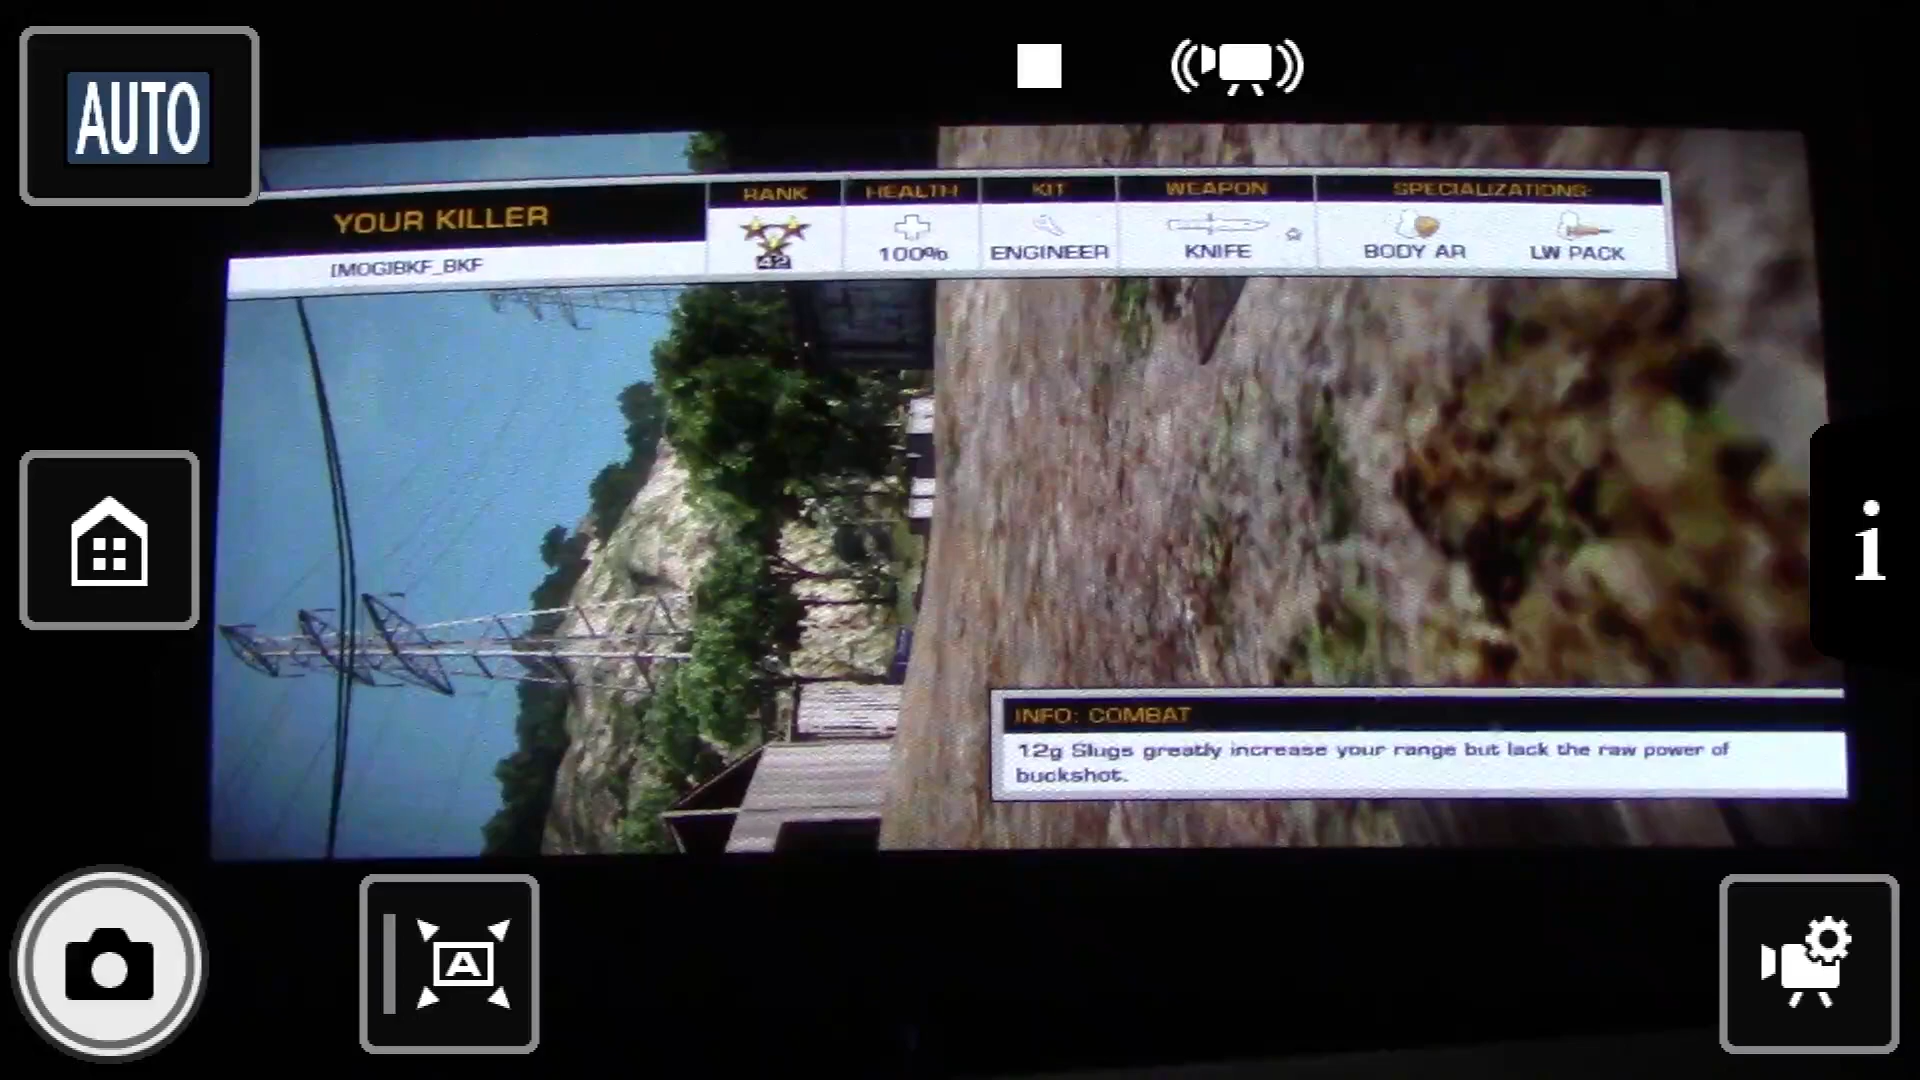 AUTO
YOUR KILLER
[MOG]BKF_BKF
RANK
42
HEALTH
100%
KIT
ENGINEER
WEAPON
KNIFE
SPECIALIZATIONS:
BODY AR
LW PACK
i
A
INFO: COMBAT
12g Slugs greatly increase your range but lack the raw power of
buckshot.